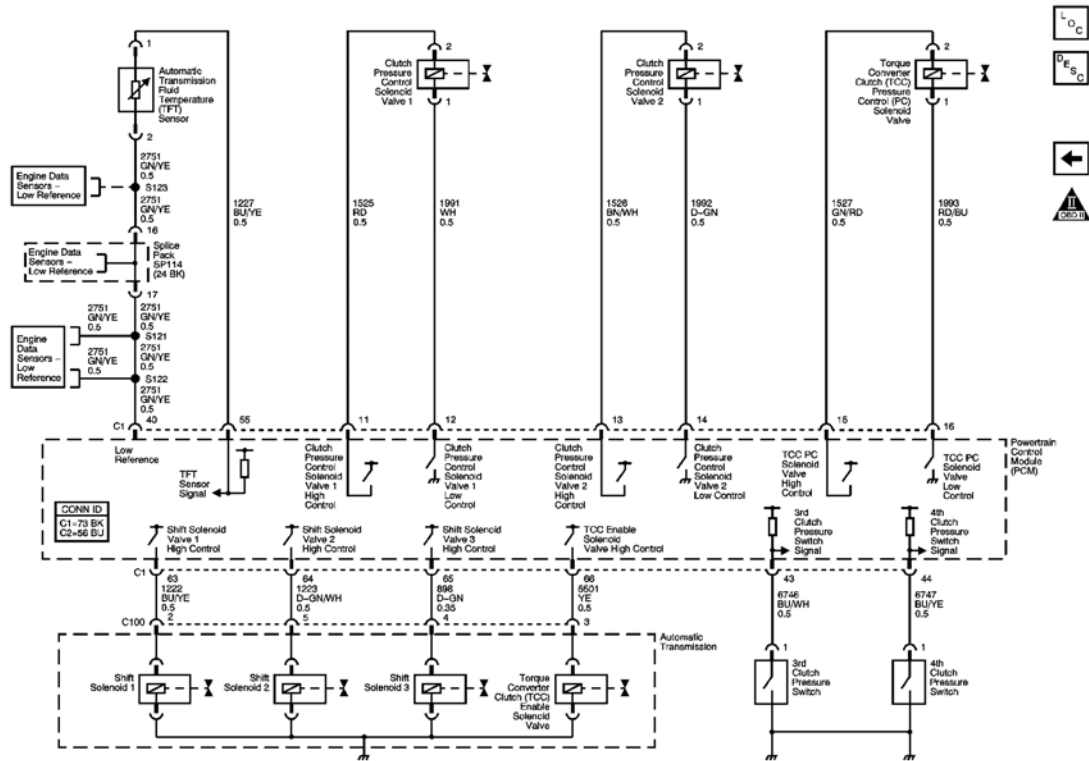 1
Automatic
Transmission
Fluid
Temperature
(TFT)
Sensor
2
2751
GN/YE
0.5
Engine Data
Sensors –
Low Reference
S123
2751
GN/YE
0.5
16
Engine Data
Sensors –
Low Reference
Splice
Pack
SP114
(24 BK)
17
2751
GN/YE
0.5
2751
GN/YE
0.5
S121
Engine
Data
Sensors –
Low
Reference
2751
GN/YE
0.5
2751
GN/YE
0.5
S122
2751
GN/YE
0.5
1227
BU/YE
0.5
2
Clutch
Pressure
Control
Solenoid
Valve 1
1
1525
RD
0.5
1991
WH
0.5
2
Clutch
Pressure
Control
Solenoid
Valve 2
1
1526
BN/WH
0.5
1992
D-GN
0.5
2
Torque
Converter
Clutch (TCC)
Pressure
Control (PC)
Solenoid
Valve
1
1527
GN/RD
0.5
1993
RD/BU
0.5
LOC
DESC
II
OBD II
C1 40 55 11 12 13 14 15 16
Low
Reference
TFT
Sensor
Signal
Clutch
Pressure
Control
Solenoid
Valve 1
High
Control
Clutch
Pressure
Control
Solenoid
Valve 1
Low
Control
Clutch
Pressure
Control
Solenoid
Valve 2
High
Control
Clutch
Pressure
Control
Solenoid
Valve 2
Low Control
TCC PC
Solenoid
Valve
High
Control
TCC PC
Solenoid
Valve
Low
Control
Powertrain
Control
Module
(PCM)
CONN ID
C1=73 BK
C2=56 BU
Shift Solenoid
Valve 1
High Control
Shift Solenoid
Valve 2
High Control
Shift Solenoid
Valve 3
High Control
TCC Enable
Solenoid
Valve High Control
3rd
Clutch
Pressure
Switch
Signal
4th
Clutch
Pressure
Switch
Signal
C1 63 64 65 66 43 44
1222
BU/YE
0.5
1223
D-GN/WH
0.5
896
D-GN
0.35
5501
YE
0.5
6746
BU/WH
0.5
6747
BU/YE
0.5
C100 2 5 4 3
Automatic
Transmission
Shift
Solenoid 1
Shift
Solenoid 2
Shift
Solenoid 3
Torque
Converter
Clutch (TCC)
Enable
Solenoid
Valve
1
3rd
Clutch
Pressure
Switch
1
4th
Clutch
Pressure
Switch